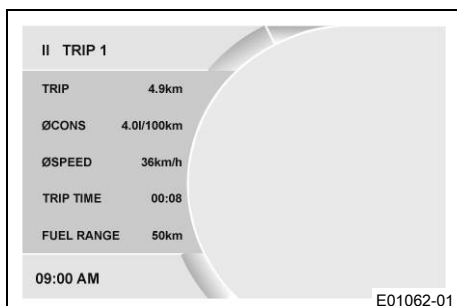 II TRIP 1
TRIP 4.9km
ØCONS 4.0l/100km
ØSPEED 36km/h
TRIP TIME 00:08
FUEL RANGE 50km
09:00 AM
E01062-01